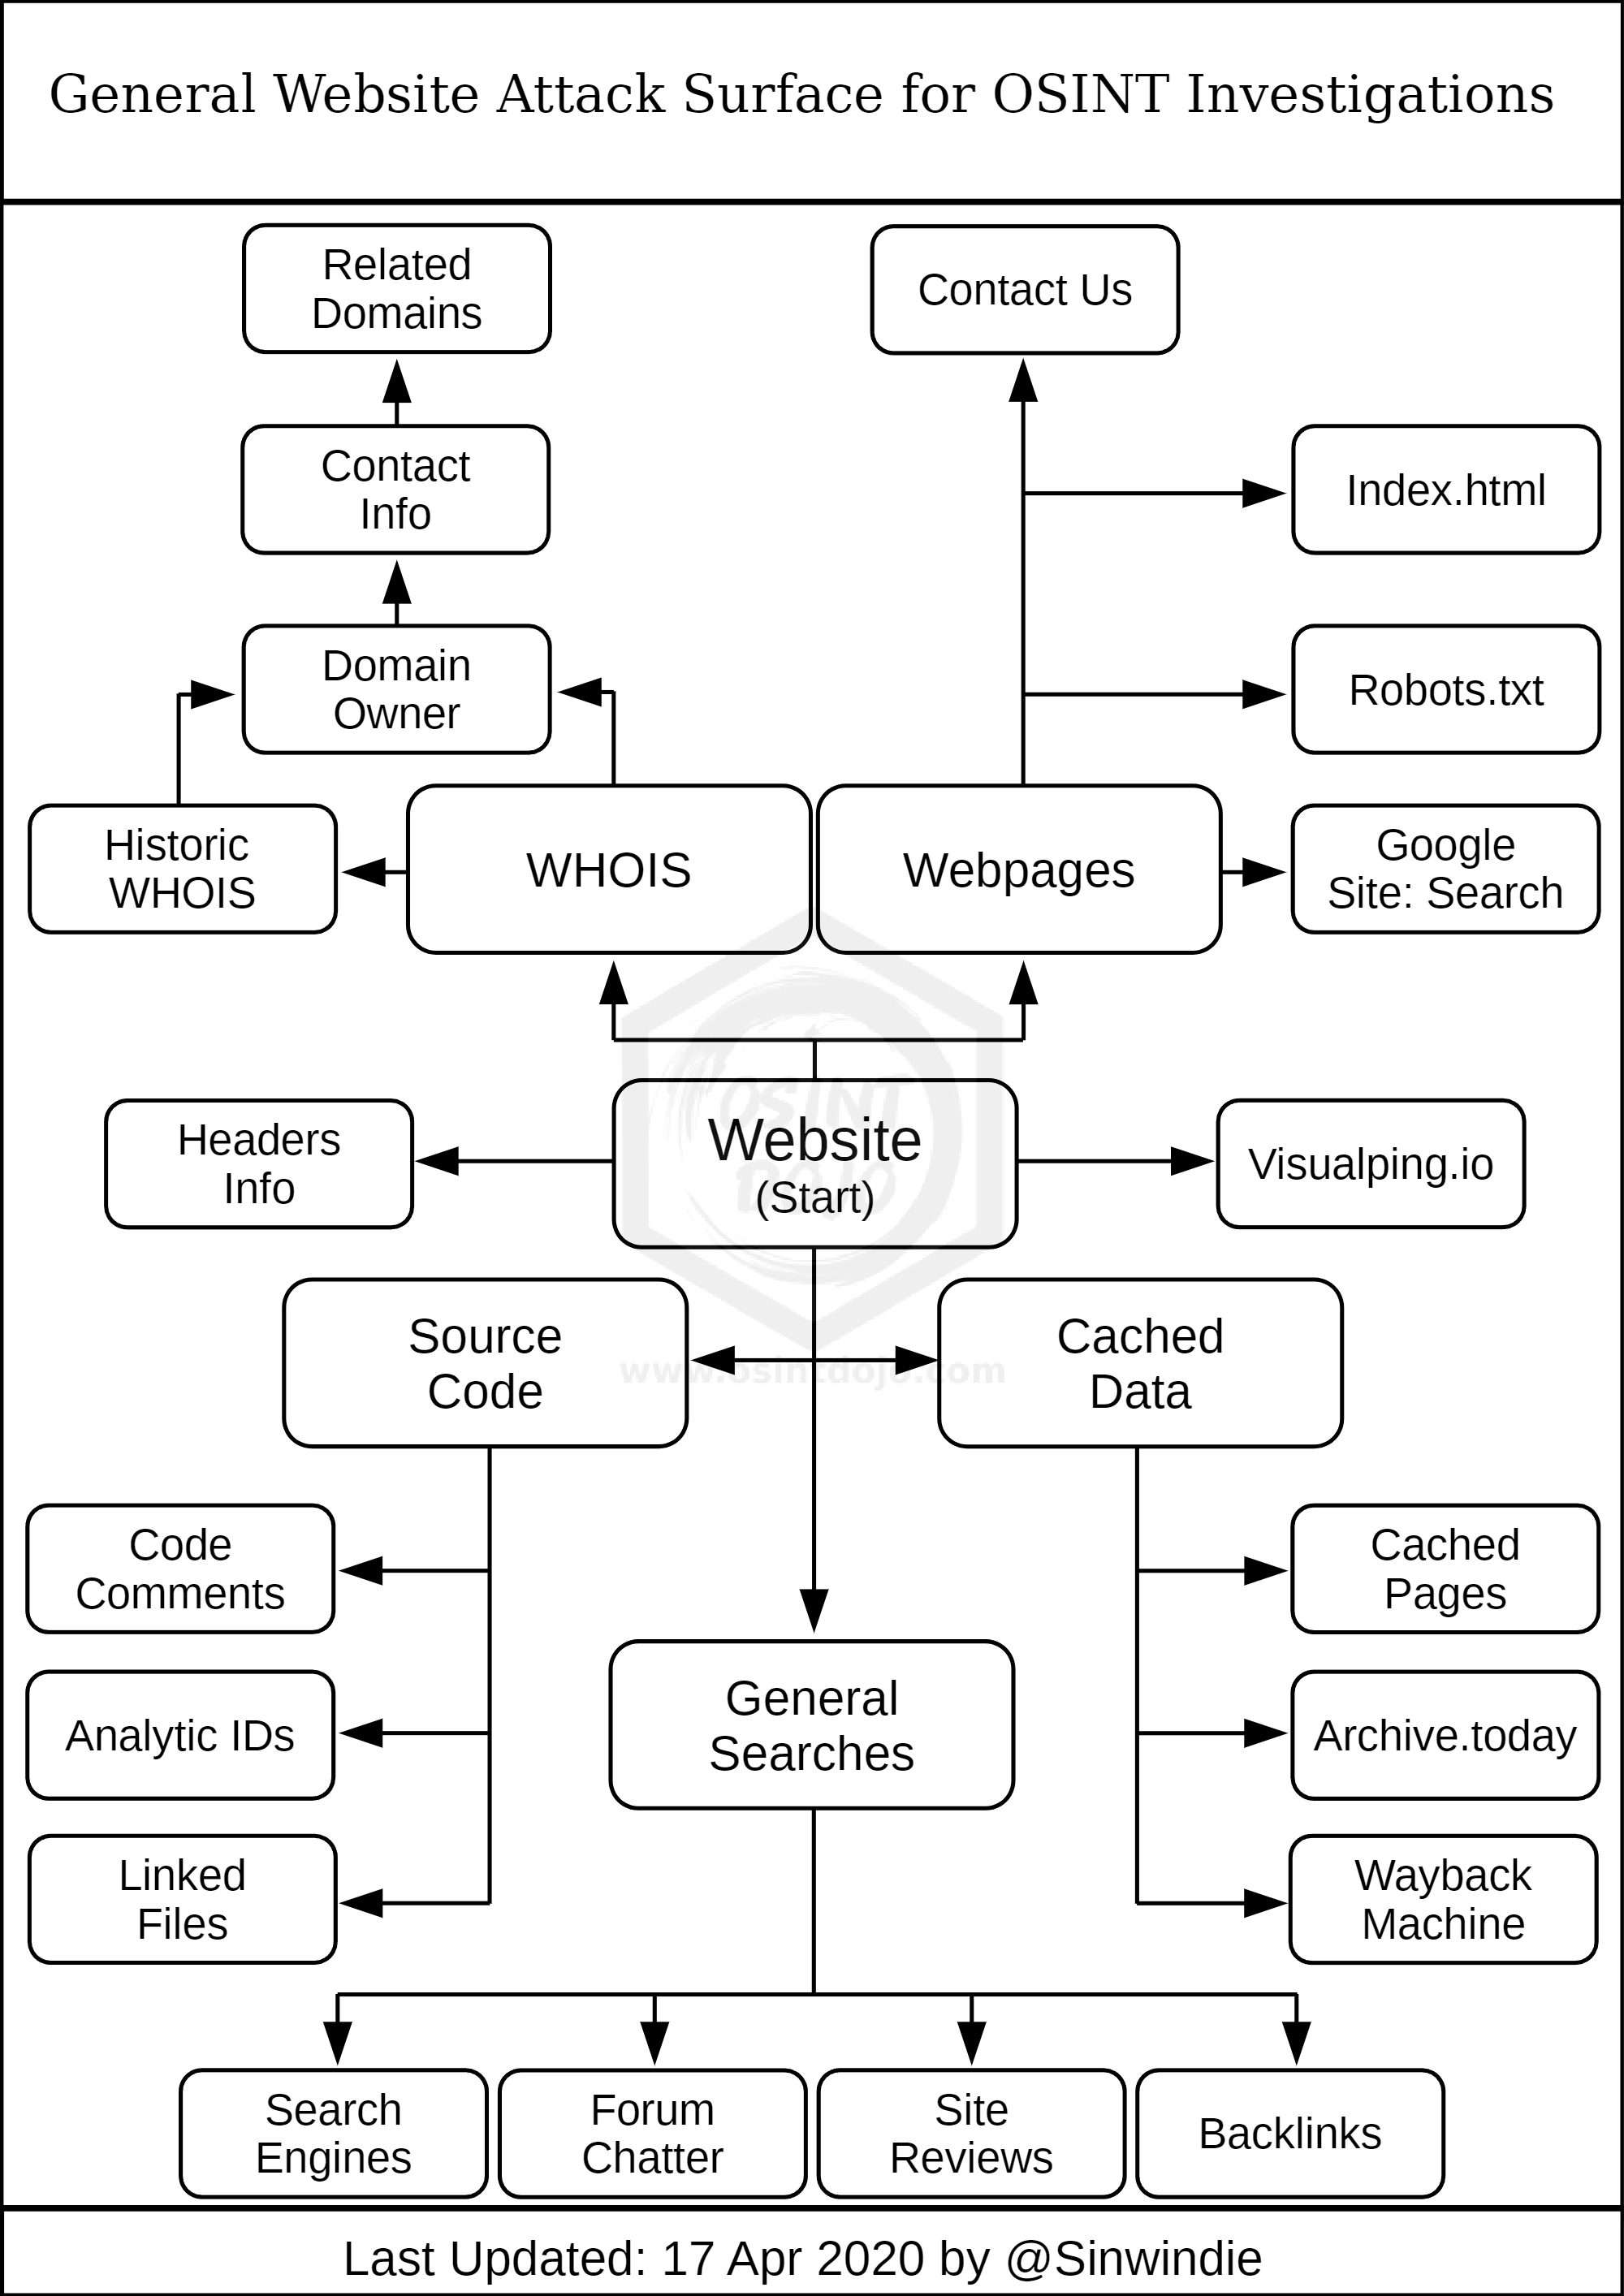 General Website Attack Surface for OSINT Investigations
Related
Domains
Contact Us
Contact
Info
Index.html
Domain
Owner
Robots.txt
Historic
WHOIS
WHOIS
Webpages
Google
Site: Search
OSINT
DOJO
Headers
Info
Website
(Start)
Visualping.io
Source
Code
Cached
Data
www.osintdojo.com
Code
Comments
Cached
Pages
Analytic IDs
General
Searches
Archive.today
Linked
Files
Wayback
Machine
Search
Engines
Forum
Chatter
Site
Reviews
Backlinks
Last Updated: 17 Apr 2020 by @Sinwindie